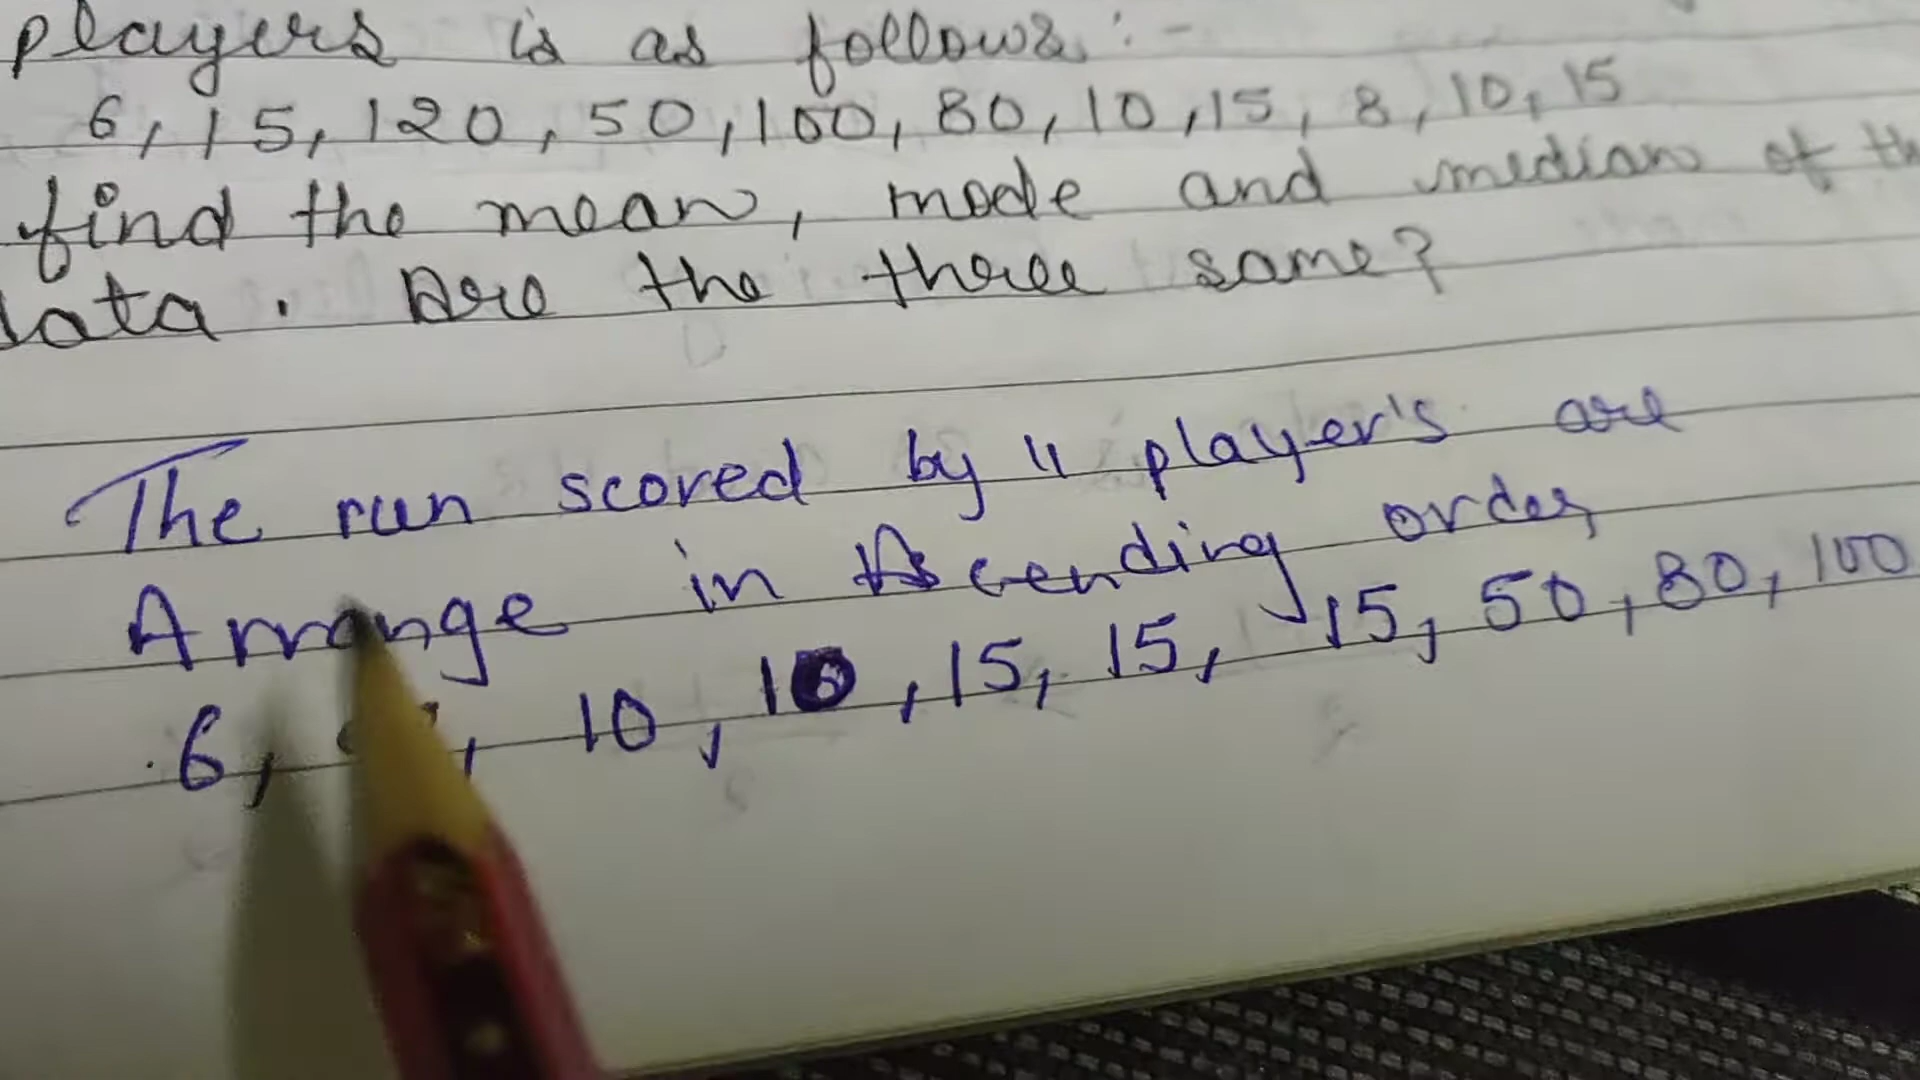 players is as follows :-
6, 15, 120, 50, 100, 80, 10, 15, 8, 10, 15
find the mean, mode and median of
data. Are the three same?
The run scored by 11 player's are
Arrange in Ascending order,
6, , 10, 10, 15, 15, 15, 50, 80, 100